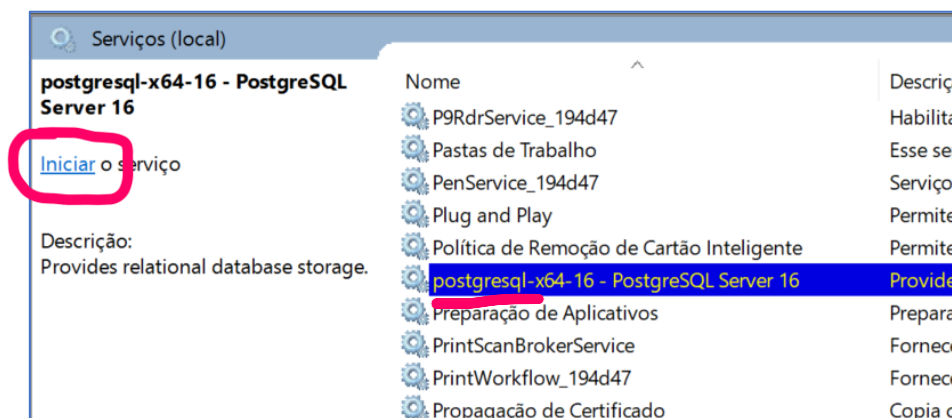 Serviços (local)
postgresql-x64-16 - PostgreSQL
Server 16
Iniciar o serviço
Descrição:
Provides relational database storage.
Nome
P9RdrService_194d47
Pastas de Trabalho
PenService_194d47
Plug and Play
Política de Remoção de Cartão Inteligente
postgresql-x64-16 - PostgreSQL Server 16
Preparação de Aplicativos
PrintScanBrokerService
PrintWorkflow_194d47
Propagação de Certificado
Descriç
Habilita
Esse se
Serviço
Permite
Permite
Provide
Prepara
Fornece
Fornece
Copia